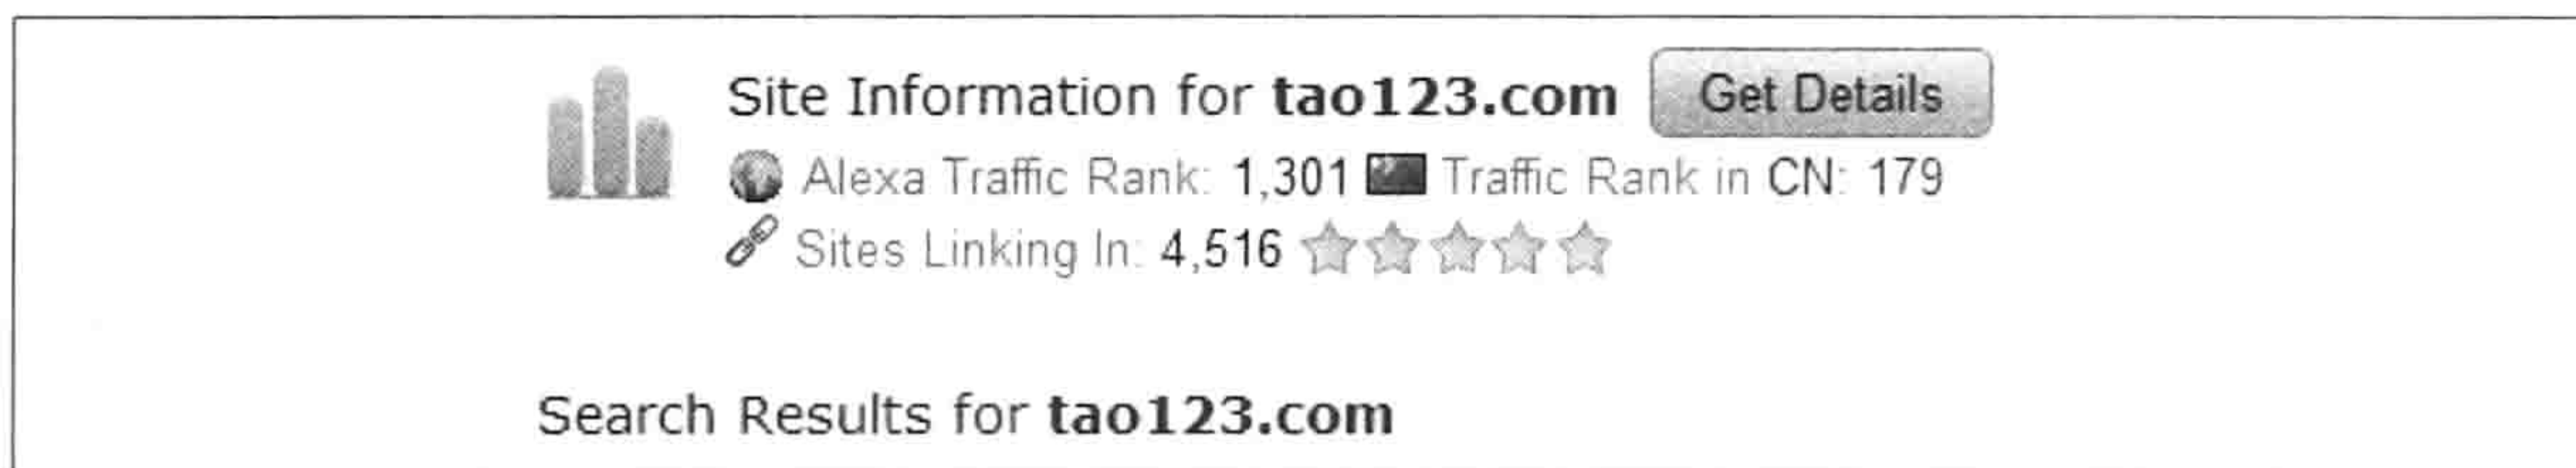 Site Information for tao123.com Get Details
Alexa Traffic Rank: 1,301 Traffic Rank in CN: 179
Sites Linking In: 4,516
Search Results for tao123.com